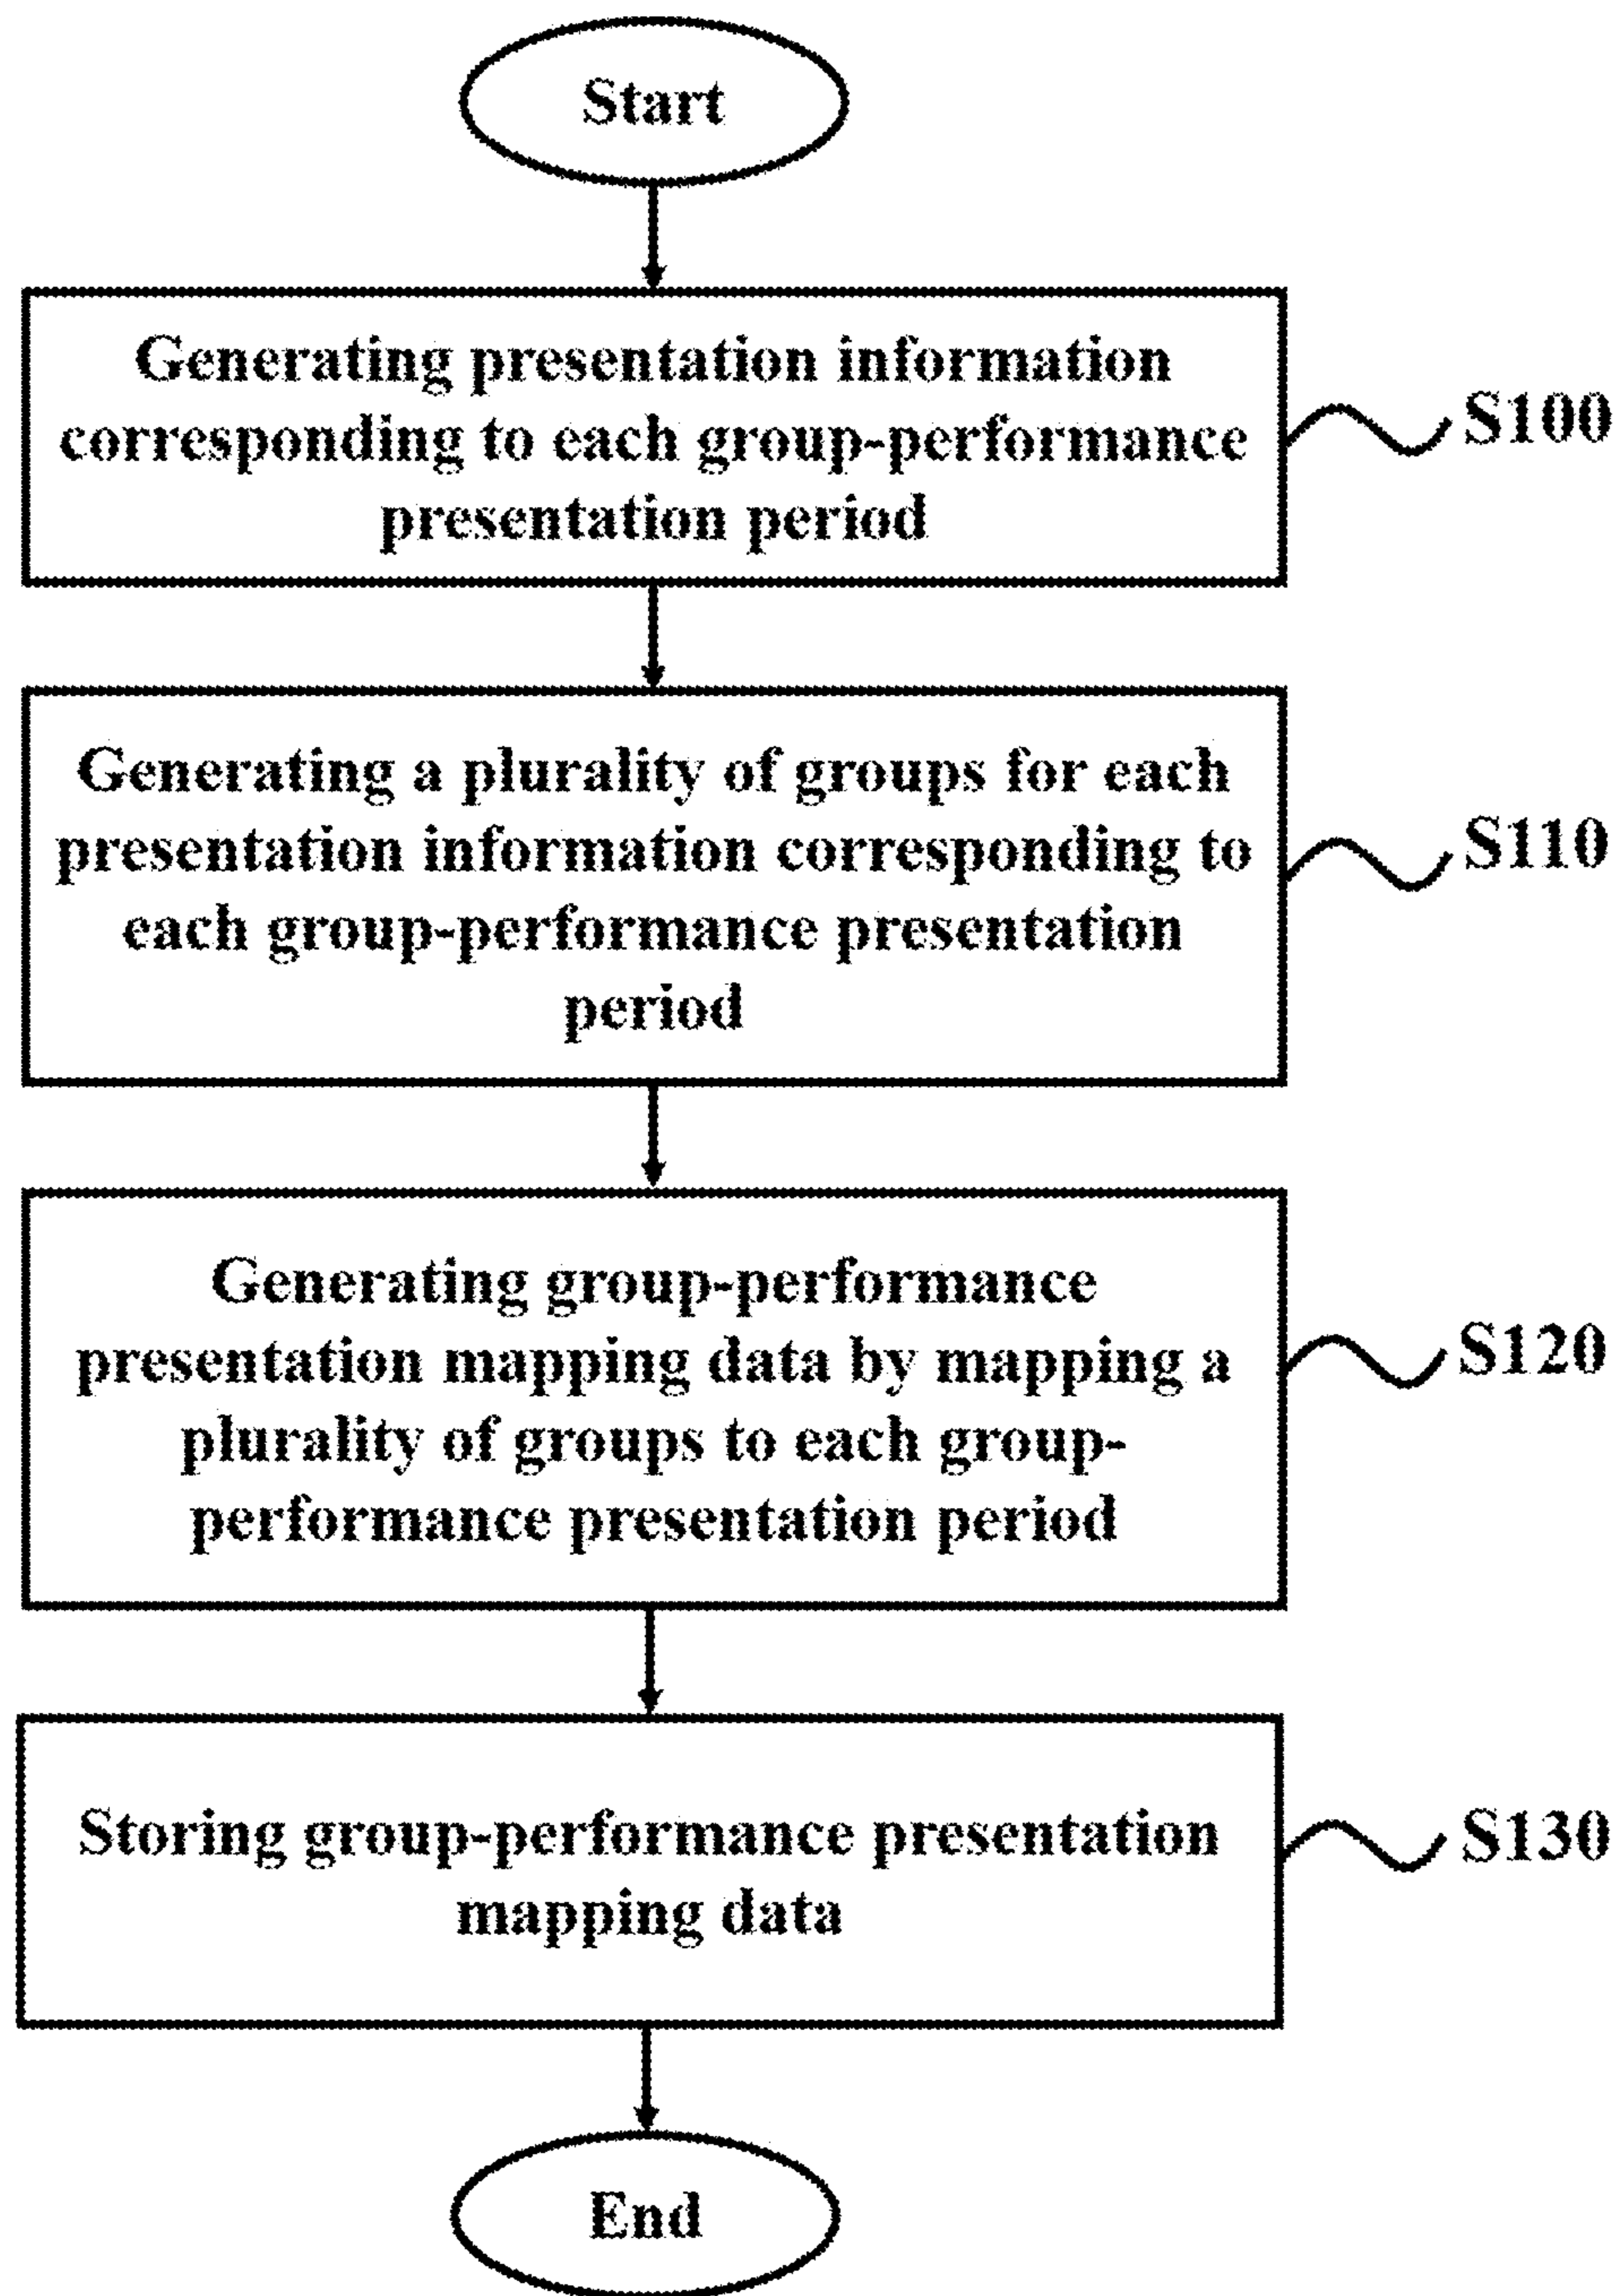 Start
Generating presentation information
corresponding to each group-performance
presentation period
S100
Generating a plurality of groups for each
presentation information corresponding to
each group-performance presentation
period
S110
Generating group-performance
presentation mapping data by mapping a
plurality of groups to each group-
performance presentation period
S120
Storing group-performance presentation
mapping data
S130
End